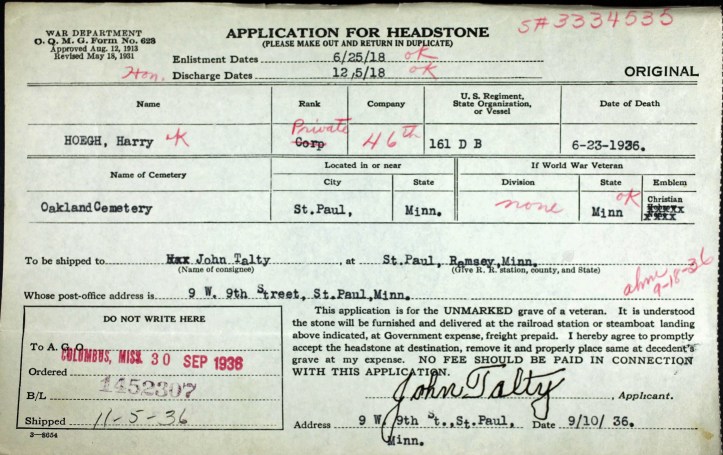 WAR DEPARTMENT
O. Q. M. G. Form No. 623
Approved Aug. 12, 1913
Revised May 18, 1931
APPLICATION FOR HEADSTONE
(PLEASE MAKE OUT AND RETURN IN DUPLICATE)
S# 3334535
Enlistment Dates 6/25/18 ok
Hon. Discharge Dates 12,5/18 ok
ORIGINAL
Name Rank Company U. S. Regiment, State Organization, or Vessel Date of Death
HOEGH, Harry K Private Corp 46th 161 D B 6-23-1936.
Name of Cemetery Located in or near If World War Veteran
City State Division State Emblem
Oakland Cemetery St.Paul, Minn. none Minn ok Christian
To be shipped to John Talty, at St.Paul, Ramsey,Minn.
(Name of consignee) (Give R. R. station, county, and State)
9-18-36
Whose post-office address is 9 W. 9th Street, St.Paul,Minn.
DO NOT WRITE HERE
To A. G. O.
COLUMBUS, MISS. 30 SEP 1936
Ordered
1452307
B/L
Shipped 11-5-36
3—8654
This application is for the UNMARKED grave of a veteran. It is understood
the stone will be furnished and delivered at the railroad station or steamboat landing
above indicated, at Government expense, freight prepaid. I hereby agree to promptly
accept the headstone at destination, remove it and properly place same at decedent's
grave at my expense. NO FEE SHOULD BE PAID IN CONNECTION
WITH THIS APPLICATION.
John Talty, Applicant.
Address 9 W. 9th St.,St.Paul, Date 9/10/ 36.
Minn.